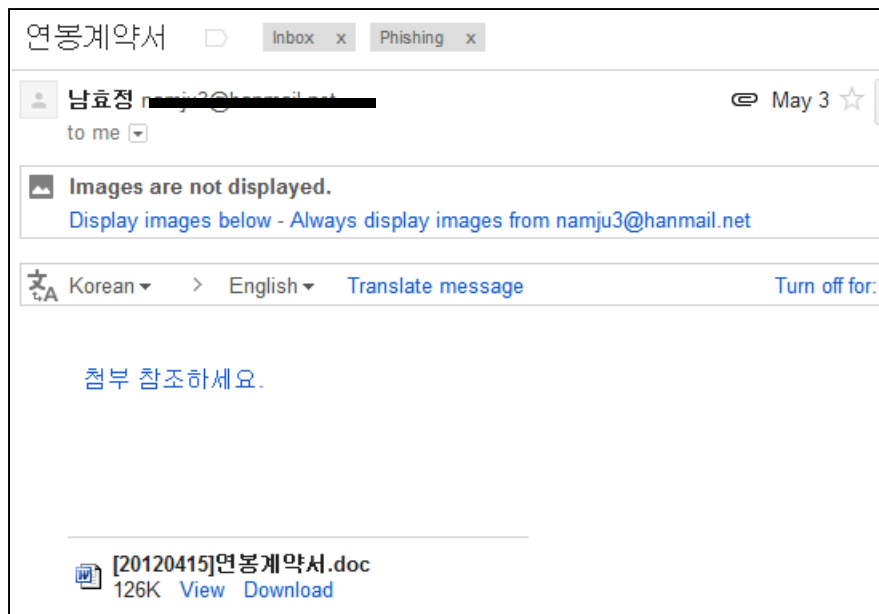 연봉계약서 Inbox x Phishing x
남효정 May 3
to me
Images are not displayed.
Display images below - Always display images from namju3@hanmail.net
Korean > English Translate message Turn off for:
첨부 참조하세요.
[20120415]연봉계약서.doc
126K View Download